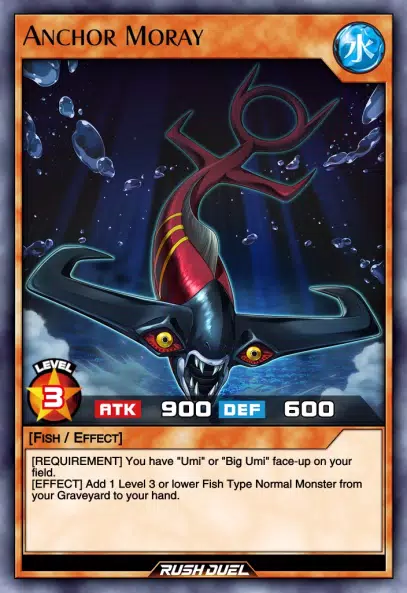 Anchor Moray
水
LEVEL
3
ATK 900 DEF 600
[Fish / Effect]
[REQUIREMENT] You have "Umi" or "Big Umi" face-up on your
field.
[EFFECT] Add 1 Level 3 or lower Fish Type Normal Monster from
your Graveyard to your hand.
RUSH DUEL